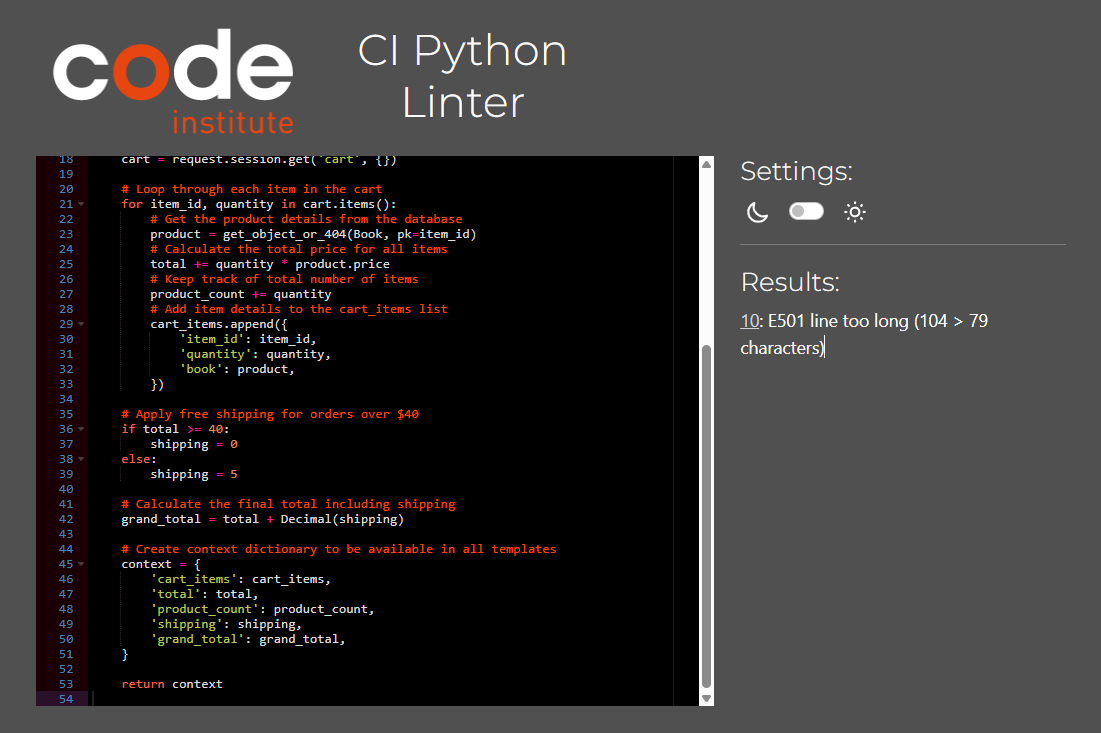 code
institute
CI Python
Linter
18 cart = request.session.get('cart', {})
19
20 # Loop through each item in the cart
21 for item_id, quantity in cart.items():
22 # Get the product details from the database
23 product = get_object_or_404(Book, pk=item_id)
24 # Calculate the total price for all items
25 total += quantity * product.price
26 # Keep track of total number of items
27 product_count += quantity
28 # Add item details to the cart_items list
29 cart_items.append({
30 'item_id': item_id,
31 'quantity': quantity,
32 'book': product,
33 })
34
35 # Apply free shipping for orders over $40
36 if total >= 40:
37 shipping = 0
38 else:
39 shipping = 5
40
41 # Calculate the final total including shipping
42 grand_total = total + Decimal(shipping)
43
44 # Create context dictionary to be available in all templates
45 context = {
46 'cart_items': cart_items,
47 'total': total,
48 'product_count': product_count,
49 'shipping': shipping,
50 'grand_total': grand_total,
51 }
52
53 return context
54
Settings:
Results:
10: E501 line too long (104 > 79
characters)